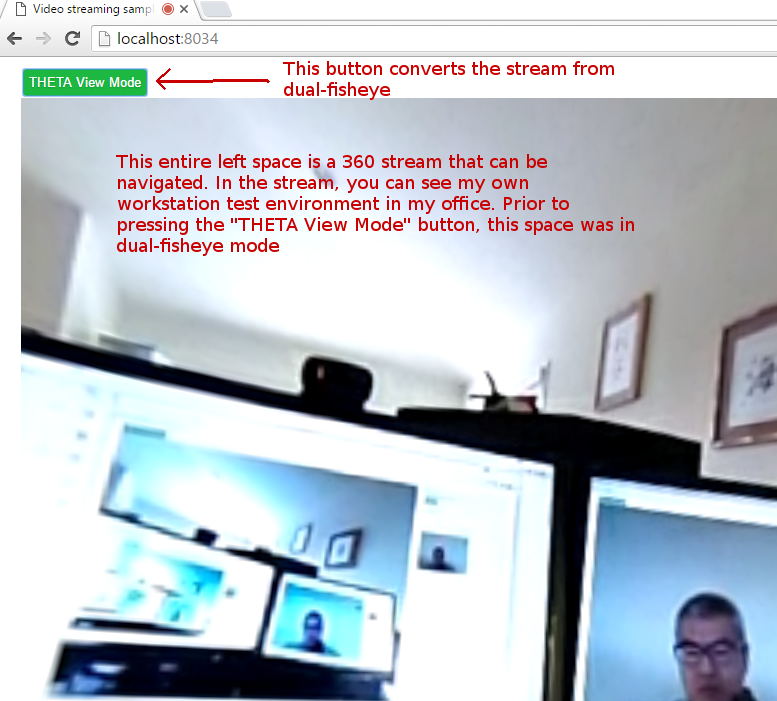 Video streaming samp
localhost:8034
THETA View Mode
This button converts the stream from
dual-fisheye
This entire left space is a 360 stream that can be
navigated. In the stream, you can see my own
workstation test environment in my office. Prior to
pressing the "THETA View Mode" button, this space was in
dual-fisheye mode